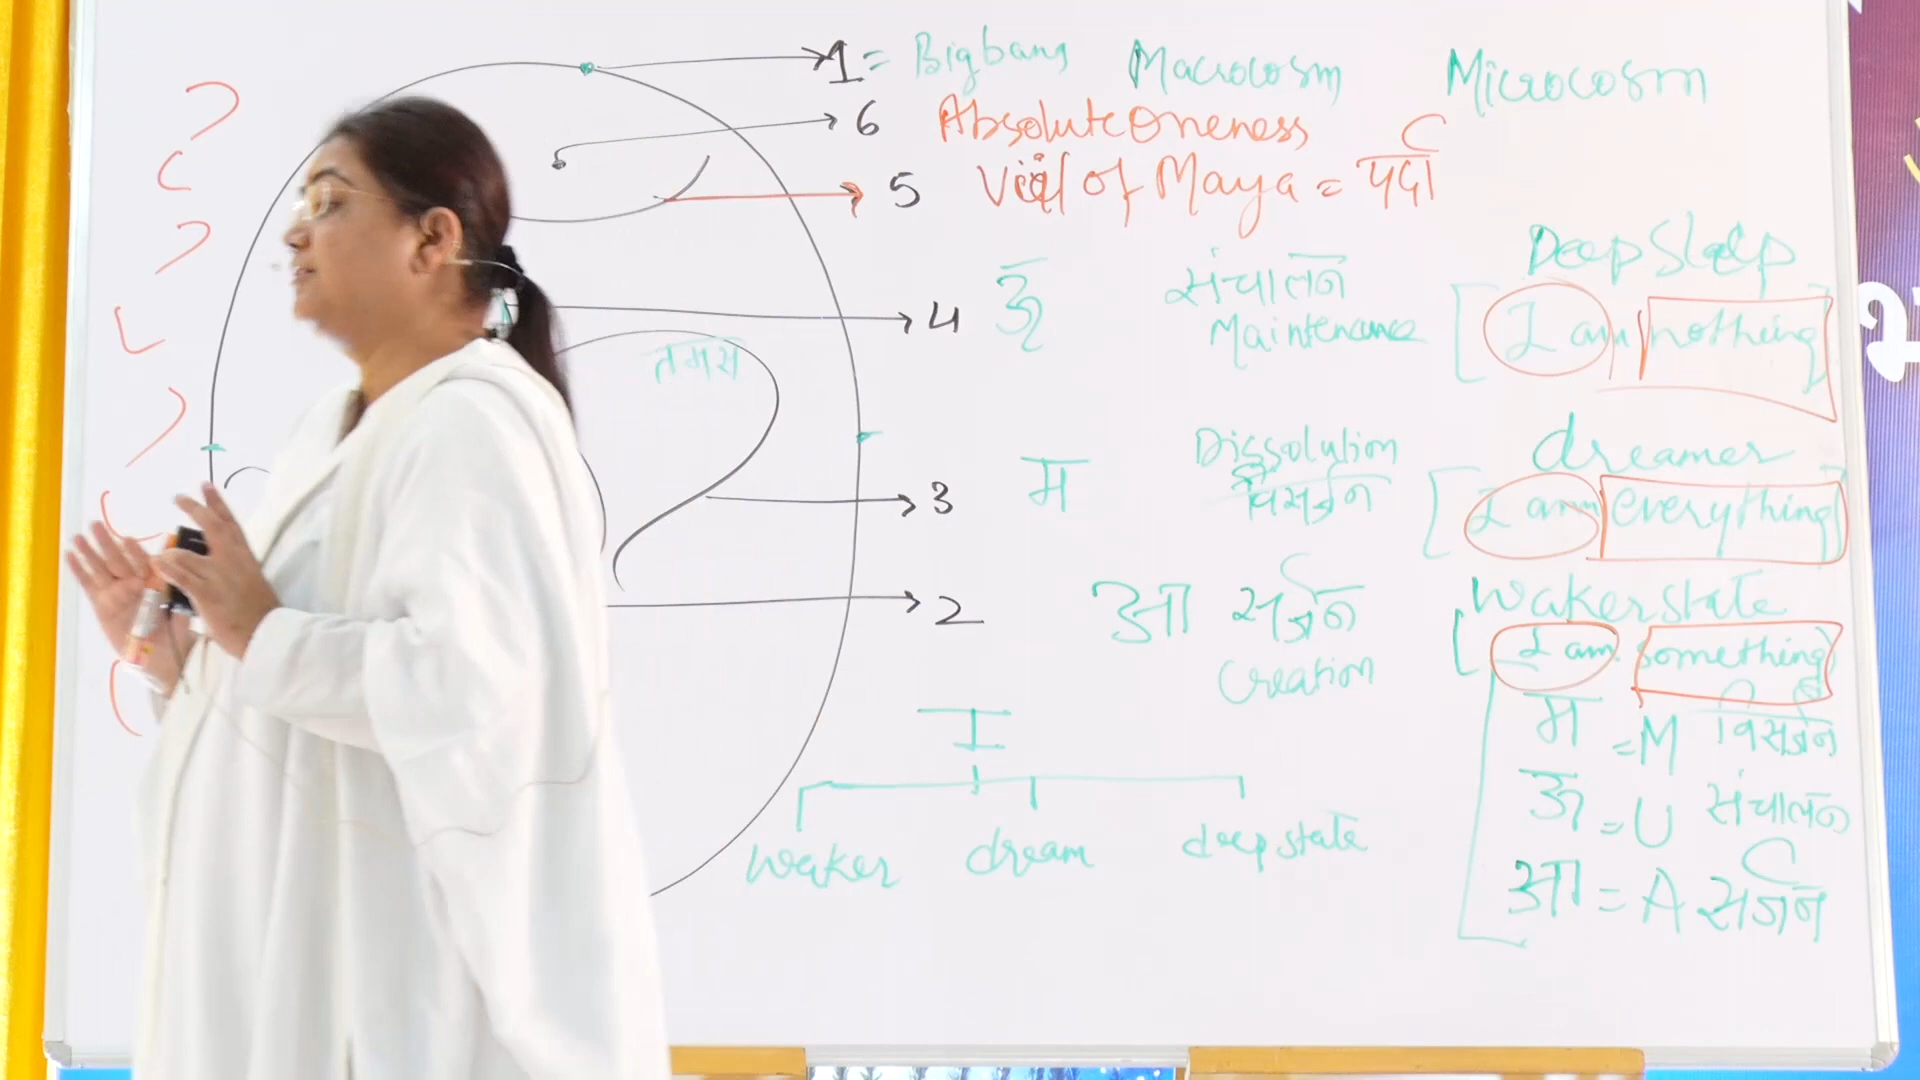 1 = Bigbang Macrocosm Microcosm
6 Absolute Oneness
5 of Maya = पर्दा
Deep Sleep
4 ऊ संचालन
Maintenance
I am nothing
तमस
dreamer
Dissolution
3 म विसर्जन
I am everything
waker state
2 आ सर्जन
Creation
I am something
I
म = M विसर्जन
ऊ = U संचालन
waker dream deep state
आ = A सर्जन